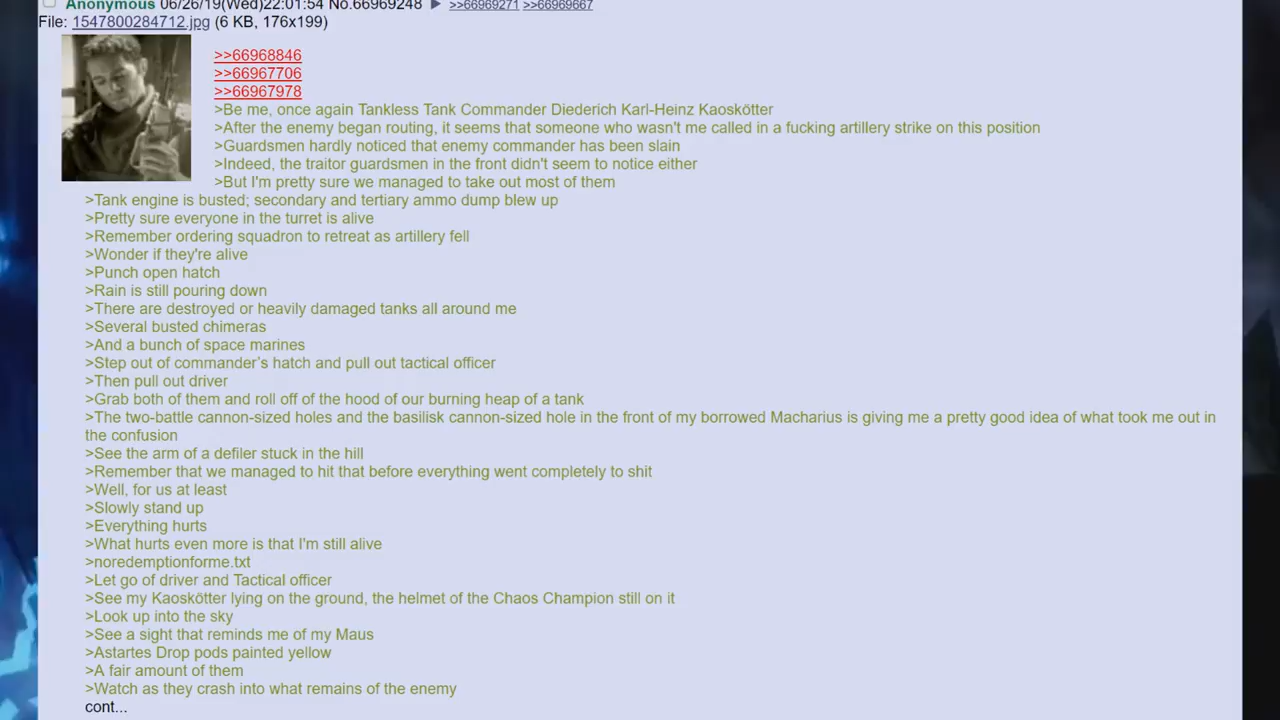 Anonymous 06/26/19(Wed)22:01:54 No.66969248 ▶ >>66969271 >>66969667
File: 1547800284712.jpg (6 KB, 176x199)
>>66968846
>>66967706
>>66967978
>Be me, once again Tankless Tank Commander Diederich Karl-Heinz Kaoskötter
>After the enemy began routing, it seems that someone who wasn't me called in a fucking artillery strike on this position
>Guardsmen hardly noticed that enemy commander has been slain
>Indeed, the traitor guardsmen in the front didn't seem to notice either
>But I'm pretty sure we managed to take out most of them
>Tank engine is busted; secondary and tertiary ammo dump blew up
>Pretty sure everyone in the turret is alive
>Remember ordering squadron to retreat as artillery fell
>Wonder if they're alive
>Punch open hatch
>Rain is still pouring down
>There are destroyed or heavily damaged tanks all around me
>Several busted chimeras
>And a bunch of space marines
>Step out of commander's hatch and pull out tactical officer
>Then pull out driver
>Grab both of them and roll off of the hood of our burning heap of a tank
>The two-battle cannon-sized holes and the basilisk cannon-sized hole in the front of my borrowed Macharius is giving me a pretty good idea of what took me out in
the confusion
>See the arm of a defiler stuck in the hill
>Remember that we managed to hit that before everything went completely to shit
>Well, for us at least
>Slowly stand up
>Everything hurts
>What hurts even more is that I'm still alive
>noredemptionforme.txt
>Let go of driver and Tactical officer
>See my Kaoskötter lying on the ground, the helmet of the Chaos Champion still on it
>Look up into the sky
>See a sight that reminds me of my Maus
>Astartes Drop pods painted yellow
>A fair amount of them
>Watch as they crash into what remains of the enemy
cont...